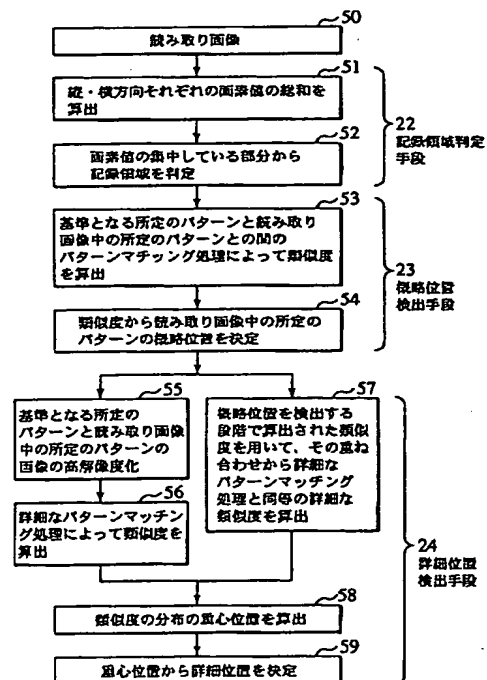 50
読み取り画像
51
縦・横方向それぞれの画素値の総和を
算出
52
画素値の集中している部分から
記録領域を判定
22
記録領域判定
手段
53
基準となる所定のパターンと読み取り
画像中の所定のパターンとの間の
パターンマチッング処理によって類似度
を算出
54
類似度から読み取り画像中の所定の
パターンの概略位置を決定
23
概略位置
検出手段
55
基準となる所定の
パターンと読み取り画像
中の所定のパターンの
画像の高解像度化
56
詳細なパターンマッチン
グ処理によって類似度を
算出
57
概略位置を検出する
段階で算出された類似
度を用いて、その重ね
合わせから詳細な
パターンマッチング
処理と同等の詳細な
類似度を算出
58
類似度の分布の重心位置を算出
59
重心位置から詳細位置を決定
24
詳細位置
検出手段